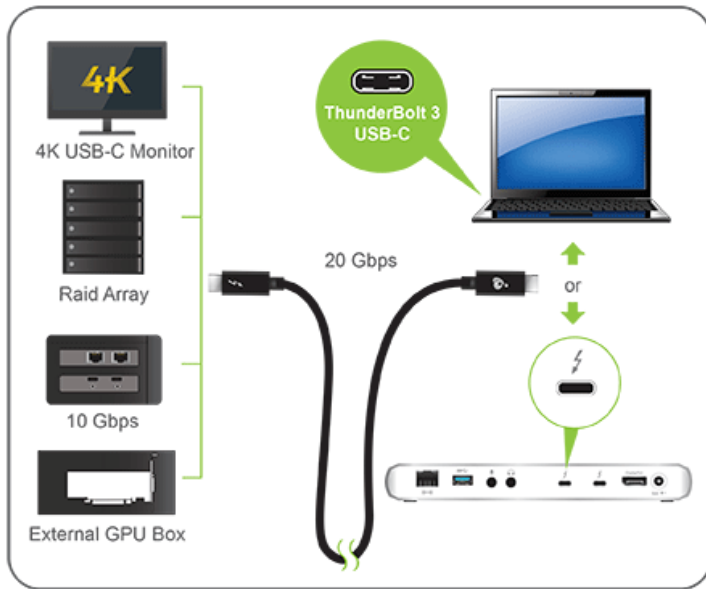 4K
4K USB-C Monitor
Raid Array
10 Gbps
External GPU Box
20 Gbps
ThunderBolt 3
USB-C
or